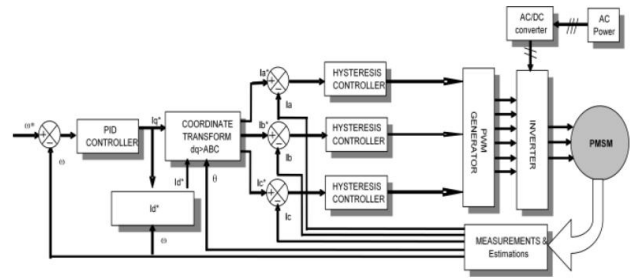 AC/DC
converter
AC
Power
ω*
ω
PID
CONTROLLER
Iq*
COORDINATE
TRANSFORM
dq>ABC
Id*
θ
Id*
ω
Ia*
Ia
Ib*
Ib
Ic*
Ic
HYSTERESIS
CONTROLLER
HYSTERESIS
CONTROLLER
HYSTERESIS
CONTROLLER
PWM
GENERATOR
INVERTER
PMSM
MEASUREMENTS &
Estimations